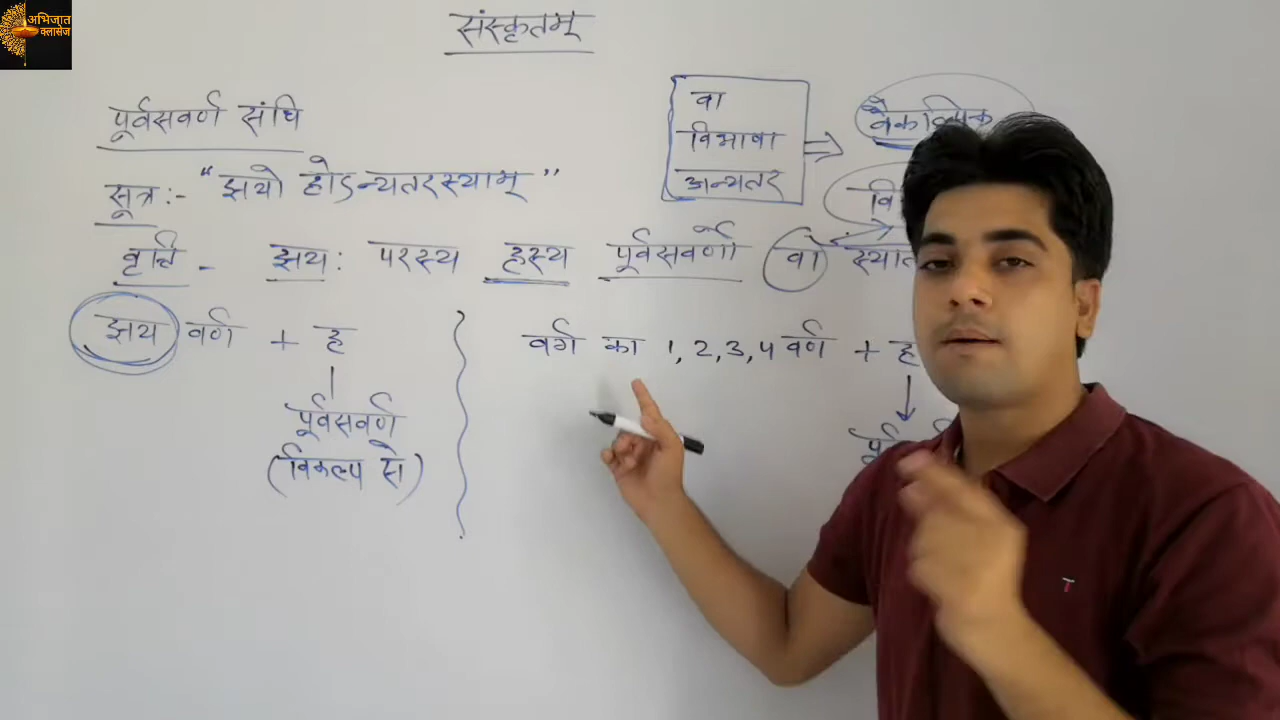 अभिजात
क्लासेज
संस्कृतम्
पूर्वसवर्ण संधि
सूत्र :- "झयो होऽन्यतरस्याम्"
वा
विभाषा
अन्यतर
वैकल्पिक
वृत्ति - झय: परस्य हस्य पूर्वसवर्णो वा स्यात
झय वर्ण + ह
पूर्वसवर्ण
(विकल्प से)
वर्ग का 1, 2, 3, 4 वर्ण + ह